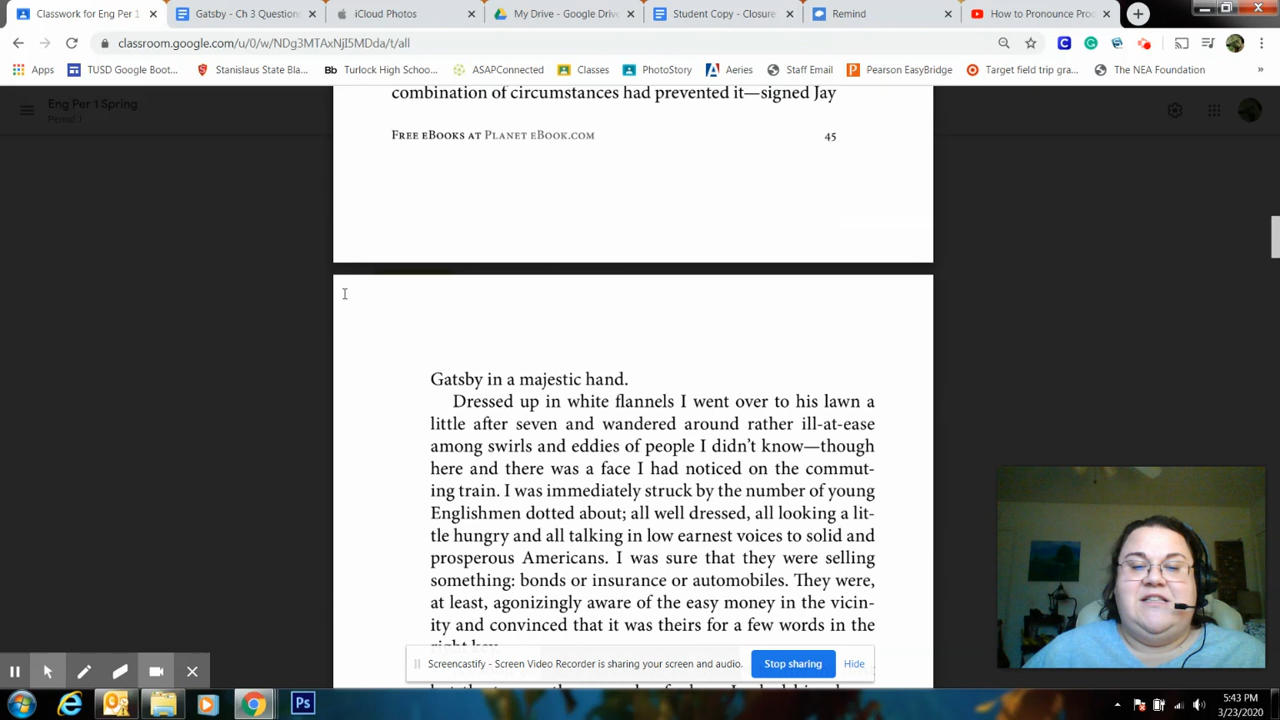 Classwork for Eng Per 1
Gatsby - Ch 3 Question
iCloud Photos
My Drive - Google Drive
Student Copy - Closure
Remind
How to Pronounce Proc
classroom.google.com/u/0/w/NDg3MTAxNjI5MDda/t/all
Apps
TUSD Google Boot...
Stanislaus State Bla...
Bb Turlock High Schoo...
ASAPConnected
Classes
PhotoStory
Aeries
Staff Email
Pearson EasyBridge
Target field trip gra...
The NEA Foundation
»
Eng Per 1 Spring
Period 1
combination of circumstances had prevented it—signed Jay
Free eBooks at Planet eBook.com
45
Gatsby in a majestic hand.
Dressed up in white flannels I went over to his lawn a
little after seven and wandered around rather ill-at-ease
among swirls and eddies of people I didn't know—though
here and there was a face I had noticed on the commut-
ing train. I was immediately struck by the number of young
Englishmen dotted about; all well dressed, all looking a lit-
tle hungry and all talking in low earnest voices to solid and
prosperous Americans. I was sure that they were selling
something: bonds or insurance or automobiles. They were,
at least, agonizingly aware of the easy money in the vicin-
ity and convinced that it was theirs for a few words in the
right key.
Screencastify - Screen Video Recorder is sharing your screen and audio.
Stop sharing
Hide
Ps
5:43 PM
3/23/2020